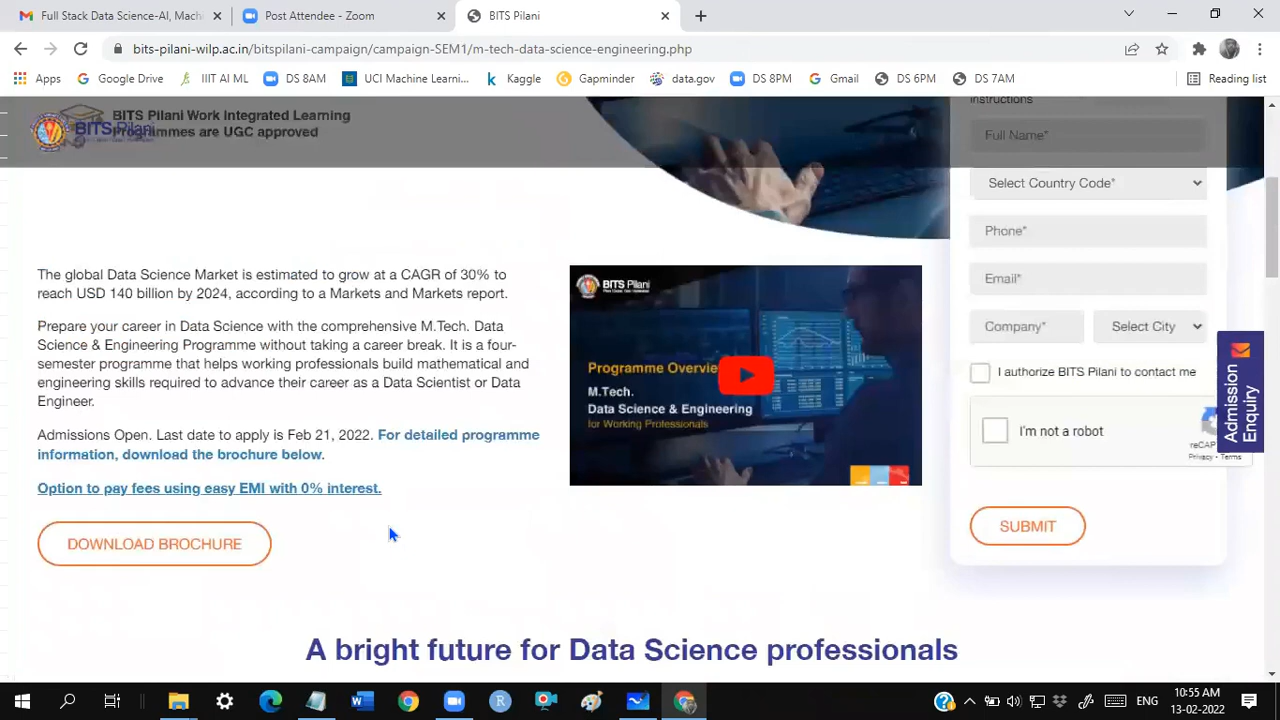 Full Stack Data Science-AI, Mach
Post Attendee - Zoom
BITS Pilani
bits-pilani-wilp.ac.in/bitspilani-campaign/campaign-SEM1/m-tech-data-science-engineering.php
Apps
Google Drive
IIIT AI ML
DS 8AM
UCI Machine Learni...
Kaggle
Gapminder
data.gov
DS 8PM
Gmail
DS 6PM
DS 7AM
Reading list
BITS Pilani
BITS Pilani Work Integrated Learning
Programmes are UGC approved
instructions
Full Name*
Select Country Code*
Phone*
Email*
Company*
Select City
I authorize BITS Pilani to contact me
I'm not a robot
reCAP
Privacy - Terms
SUBMIT
Admission
Enquiry
The global Data Science Market is estimated to grow at a CAGR of 30% to
reach USD 140 billion by 2024, according to a Markets and Markets report.
Prepare your career in Data Science with the comprehensive M.Tech. Data
Science & Engineering Programme without taking a career break. It is a four-
semester programme that helps working professionals build mathematical and
engineering skills required to advance their career as a Data Scientist or Data
Engineer.
Admissions Open. Last date to apply is Feb 21, 2022. For detailed programme
information, download the brochure below.
Option to pay fees using easy EMI with 0% interest.
DOWNLOAD BROCHURE
BITS Pilani
Programme Overvie
M.Tech.
Data Science & Engineering
for Working Professionals
A bright future for Data Science professionals
ENG
10:55 AM
13-02-2022